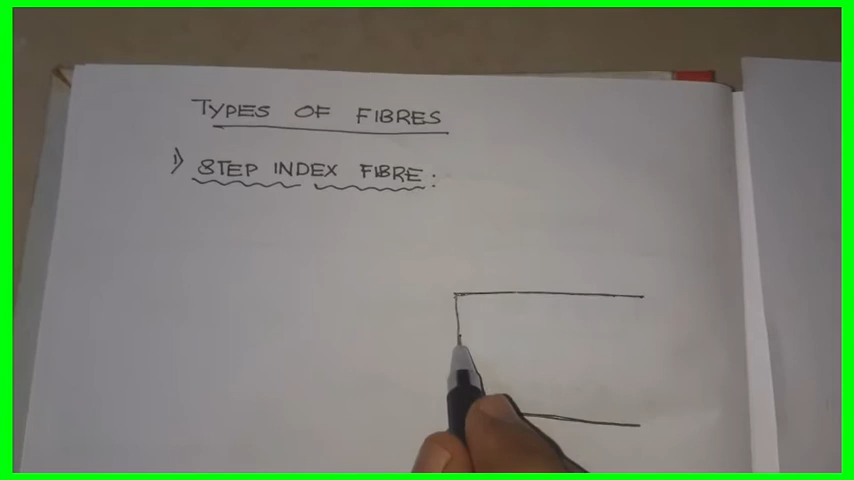 TYPES OF FIBRES
1) STEP INDEX FIBRE: